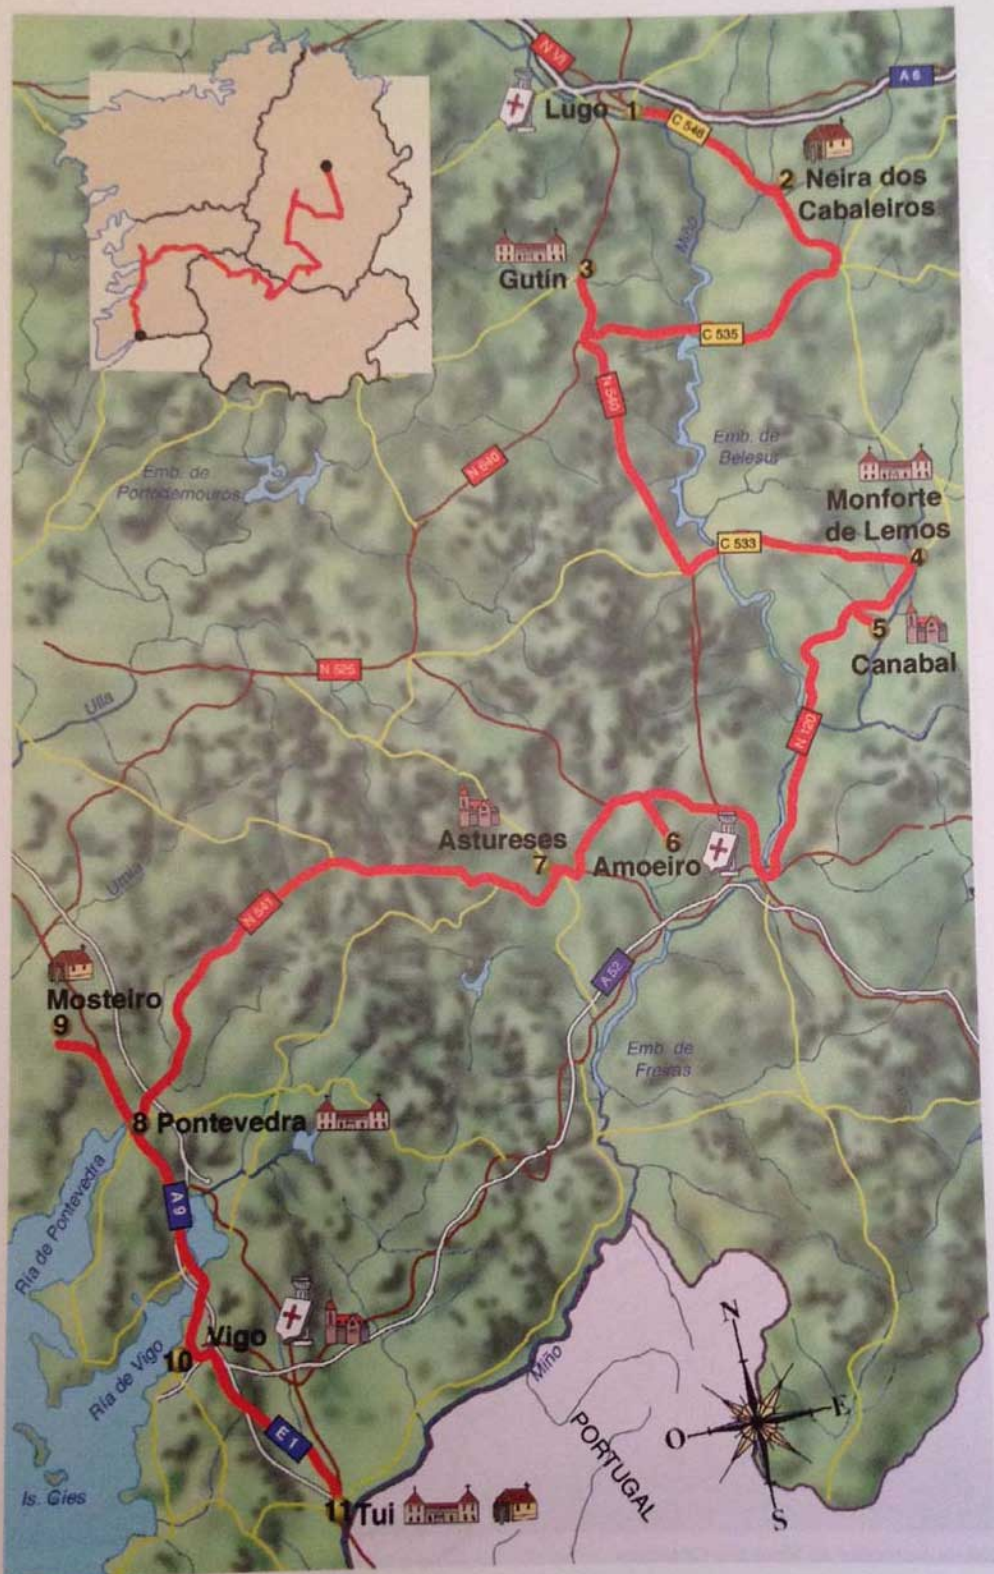 N VI
A 6
Lugo 1
C 546
2 Neira dos
Cabaleiros
Miño
3
Gutín
C 535
N 540
Emb. de
Belesur
Emb. de
Portodemouros
N 640
Monforte
de Lemos
4
C 533
5
Canabal
N 525
Ulla
N 120
Astureses
7
6
Amoeiro
Umia
N 541
A 52
Mosteiro
9
Emb. de
Freiras
8 Pontevedra
Ría de Pontevedra
A 9
Vigo
10
Ría de Vigo
Miño
N
E
O
S
PORTUGAL
E 1
Is. Cies
11 Tui